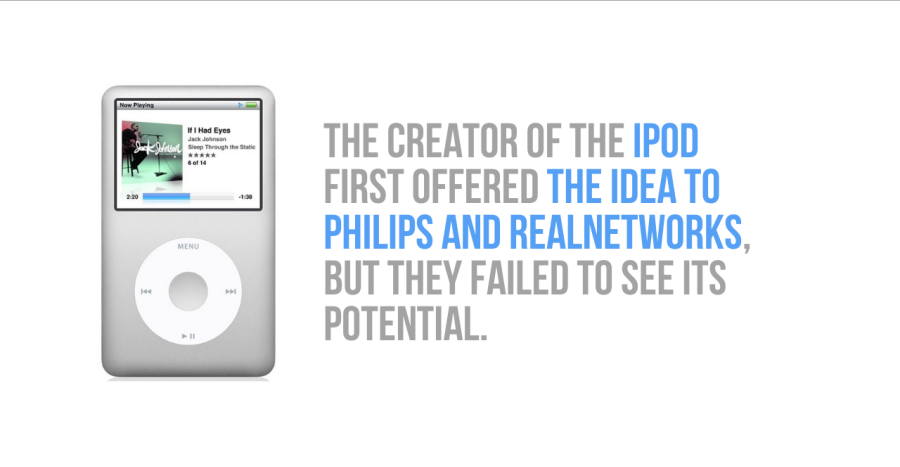 Now Playing
If I Had Eyes
Jack Johnson
Sleep Through the Static
★★★★★
6 of 14
Jack Johnson
2:20 -1:38
MENU
THE CREATOR OF THE IPOD
FIRST OFFERED THE IDEA TO
PHILIPS AND REALNETWORKS,
BUT THEY FAILED TO SEE ITS
POTENTIAL.